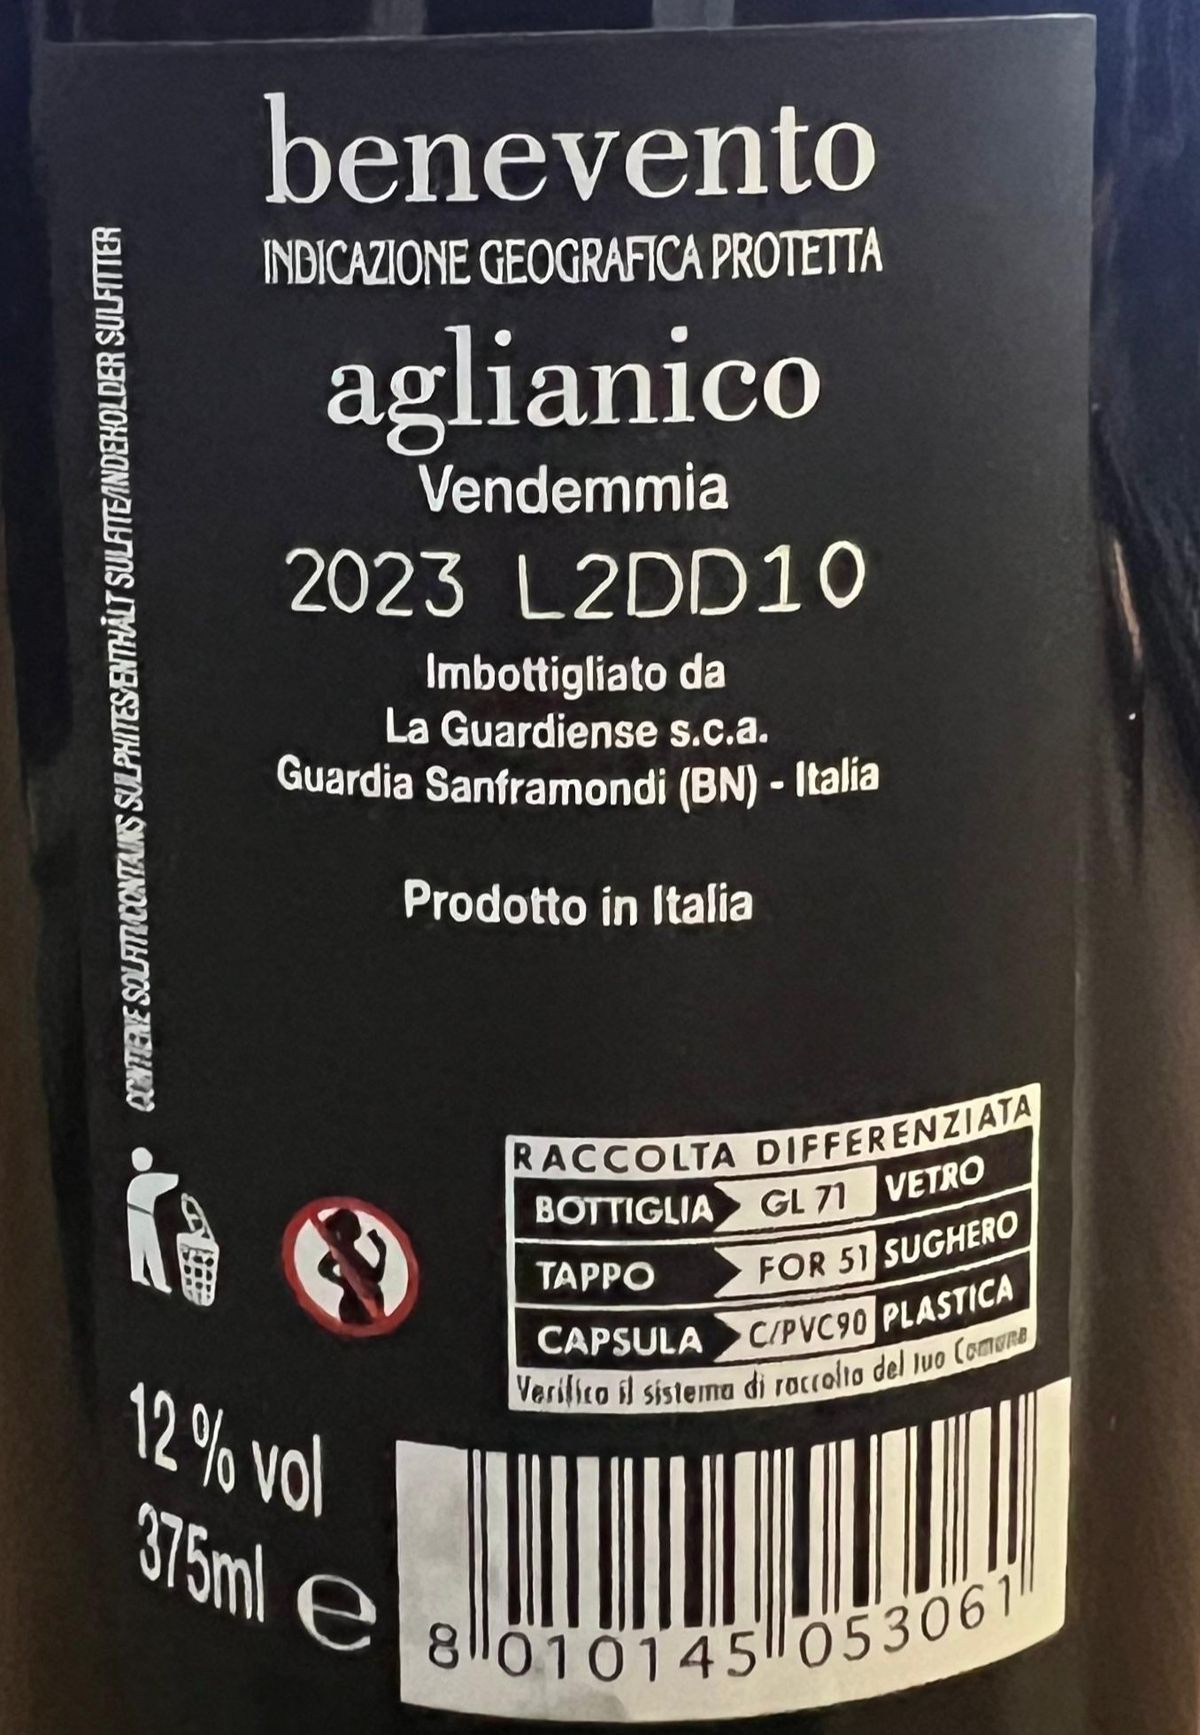 benevento
INDICAZIONE GEOGRAFICA PROTETTA
aglianico
Vendemmia
2023 L2DD10
Imbottigliato da
La Guardiense s.c.a.
Guardia Sanframondi (BN) - Italia
Prodotto in Italia
CONTIENE SOLFITI/CONTAINS SULPHITES/ENTHÄLT SULFITE/INDEHOLDER SULFITTER
RACCOLTA DIFFERENZIATA
BOTTIGLIA GL 71 VETRO
TAPPO FOR 51 SUGHERO
CAPSULA C/PVC90 PLASTICA
Verifica il sistema di raccolta del tuo Comune
12 % vol
375ml e
8 010145 053061